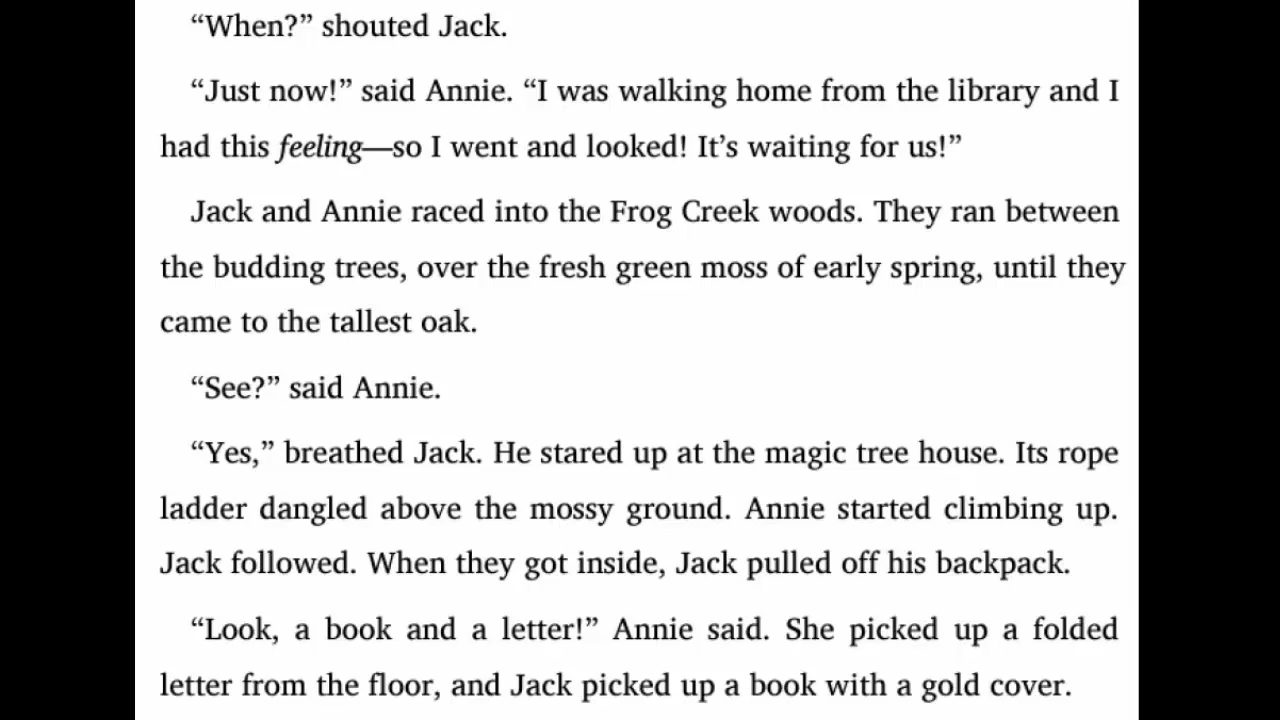 “When?” shouted Jack.
“Just now!” said Annie. “I was walking home from the library and I
had this feeling—so I went and looked! It’s waiting for us!”
Jack and Annie raced into the Frog Creek woods. They ran between
the budding trees, over the fresh green moss of early spring, until they
came to the tallest oak.
“See?” said Annie.
“Yes,” breathed Jack. He stared up at the magic tree house. Its rope
ladder dangled above the mossy ground. Annie started climbing up.
Jack followed. When they got inside, Jack pulled off his backpack.
“Look, a book and a letter!” Annie said. She picked up a folded
letter from the floor, and Jack picked up a book with a gold cover.